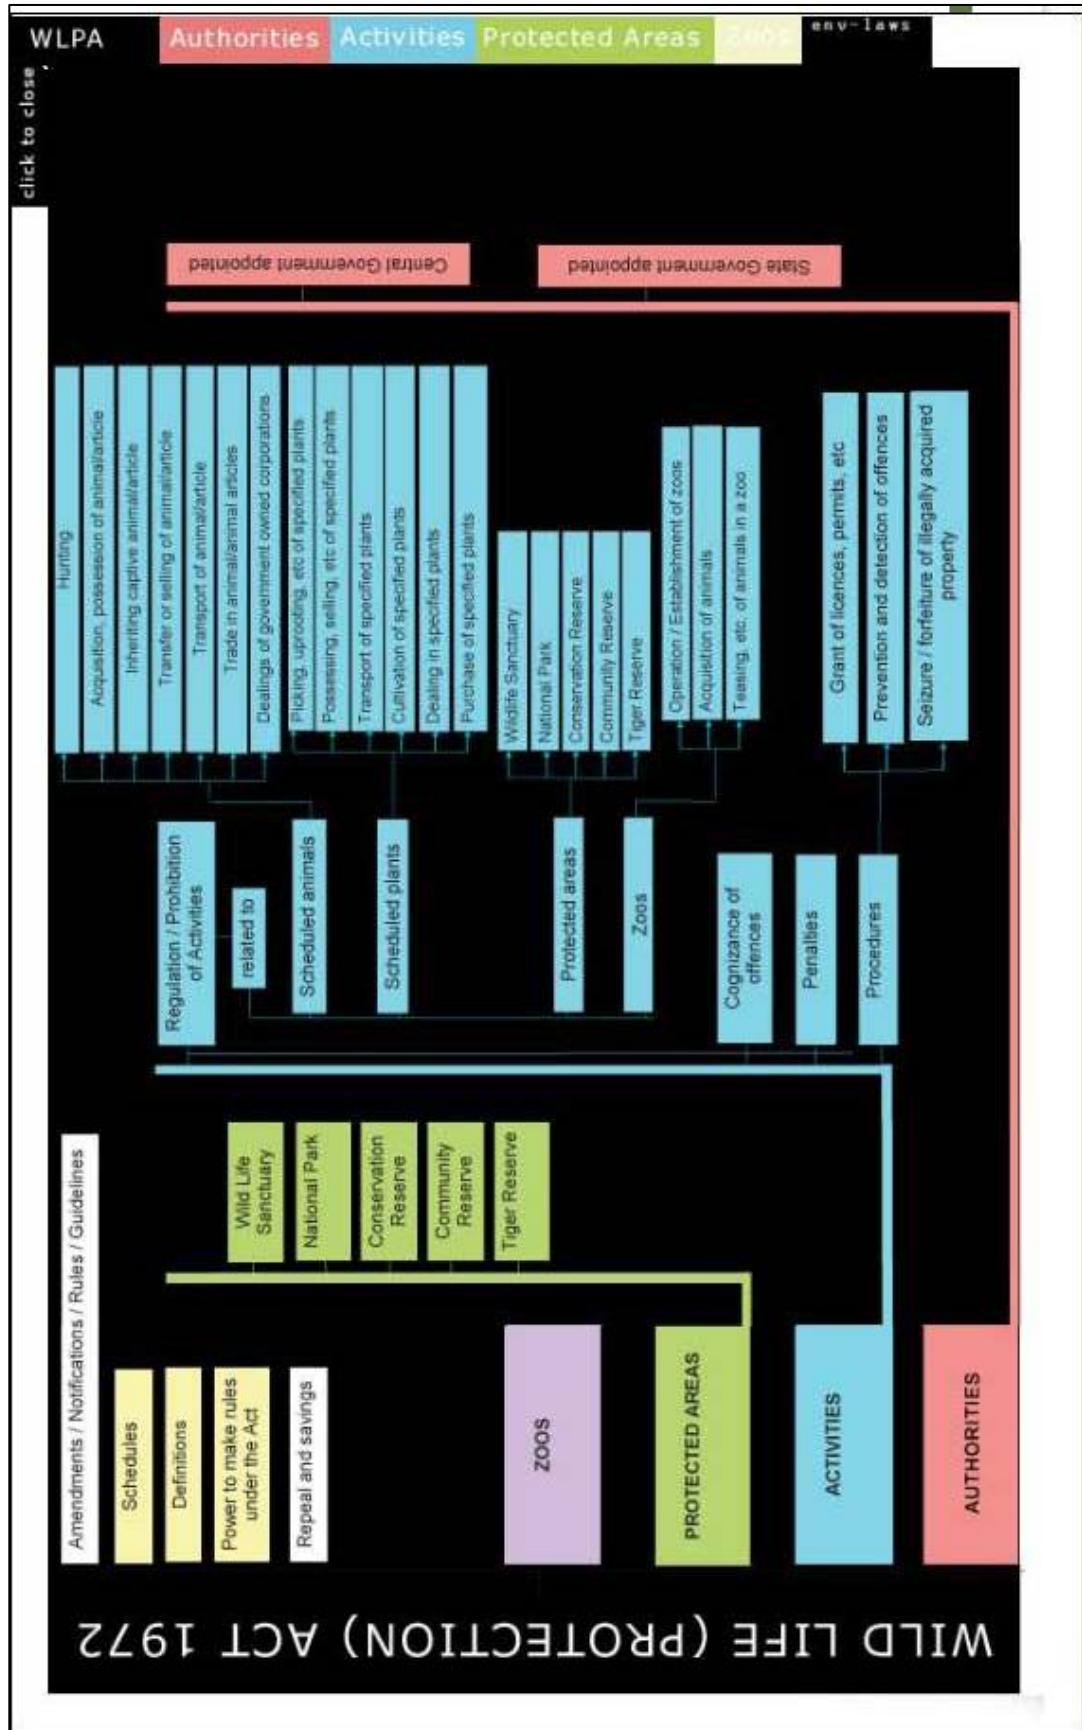 WLPA
Authorities
Activities
Protected Areas
Zoos
env-laws
click to close
WILD LIFE (PROTECTION) ACT 1972
Amendments / Notifications / Rules / Guidelines
Schedules
Definitions
Power to make rules
under the Act
Repeal and savings
ZOOS
PROTECTED AREAS
ACTIVITIES
AUTHORITIES
Wild Life
Sanctuary
National Park
Conservation
Reserve
Community
Reserve
Tiger Reserve
Regulation / Prohibition
of Activities
related to
Scheduled animals
Scheduled plants
Protected areas
Zoos
Cognizance of
offences
Penalties
Procedures
Hunting
Acquisition, possession of animal/article
Inheriting captive animal/article
Transfer or selling of animal/article
Transport of animal/article
Trade in animal/animal articles
Dealings of government owned corporations
Picking, uprooting, etc of specified plants
Possessing, selling, etc of specified plants
Transport of specified plants
Cultivation of specified plants
Dealing in specified plants
Purchase of specified plants
Wildlife Sanctuary
National Park
Conservation Reserve
Community Reserve
Tiger Reserve
Operation / Establishment of zoos
Acquisition of animals
Teasing, etc. of animals in a zoo
Grant of licences, permits, etc
Prevention and detection of offences
Seizure / forfeiture of illegally acquired
property
Central Government appointed
State Government appointed